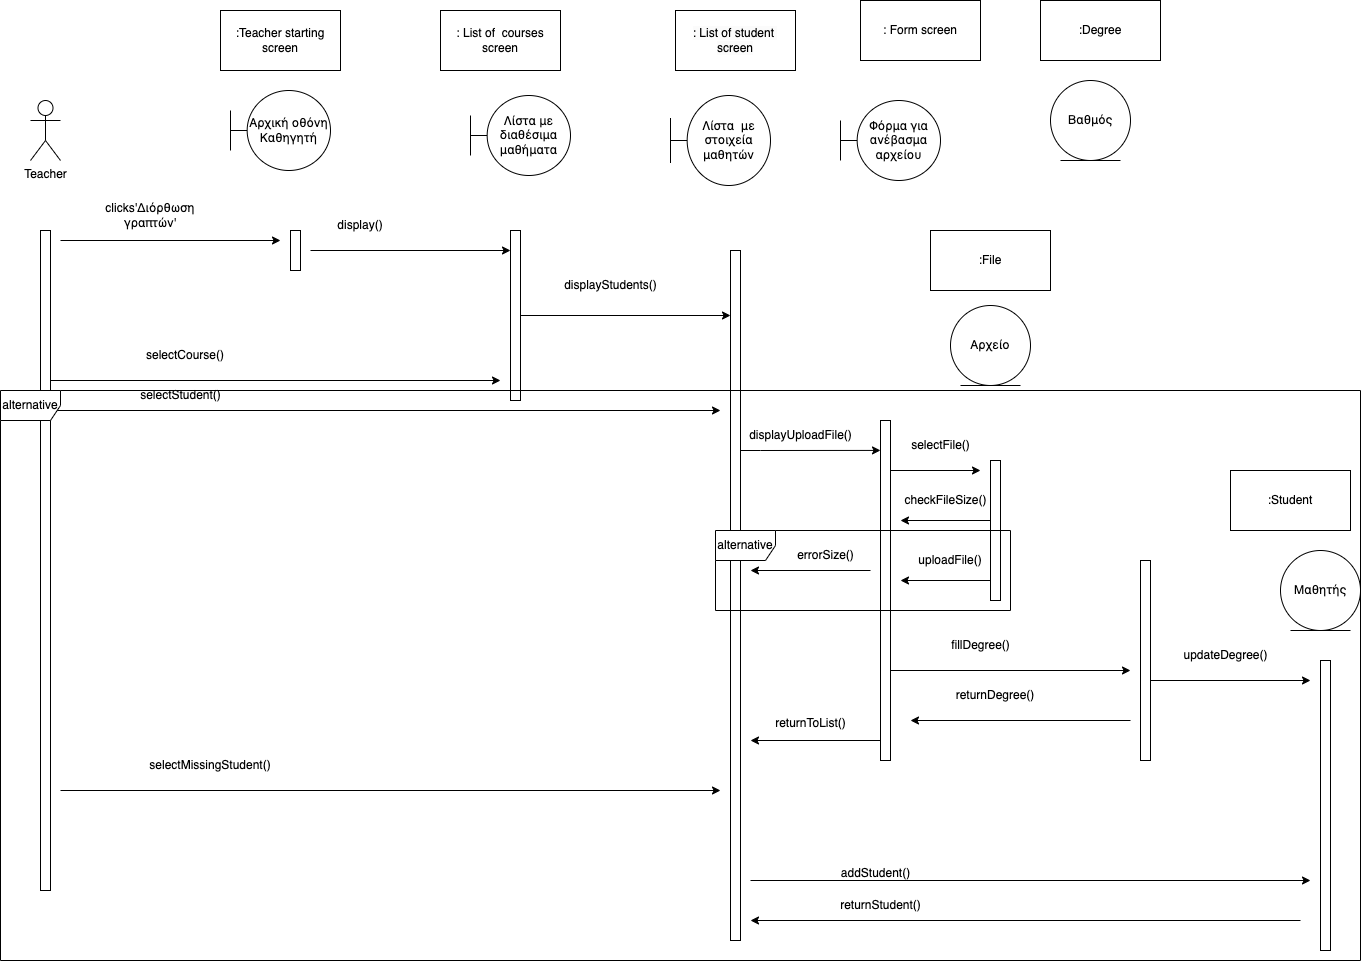 :Teacher starting
screen
: List of  courses
screen
: List of student
screen
: Form screen
:Degree
Αρχική οθόνη
Καθηγητή
Λίστα με
διαθέσιμα
μαθήματα
Λίστα  με
στοιχεία
μαθητών
Φόρμα για
ανέβασμα
αρχείου
Βαθμός
Teacher
clicks'Διόρθωση
γραπτών'
display()
:File
displayStudents()
Αρχείο
selectCourse()
selectStudent()
alternative
displayUploadFile()
selectFile()
checkFileSize()
:Student
alternative
errorSize()
uploadFile()
Μαθητής
fillDegree()
updateDegree()
returnDegree()
returnToList()
selectMissingStudent()
addStudent()
returnStudent()